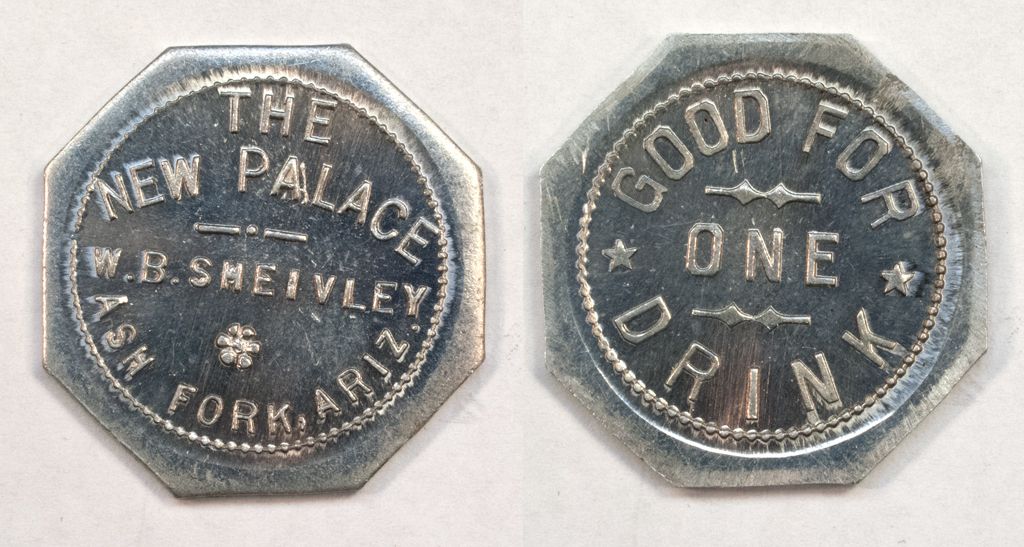 THE
NEW PALACE
W.B. SHEIVLEY,
ASH FORK, ARIZ.
GOOD FOR
ONE
DRINK